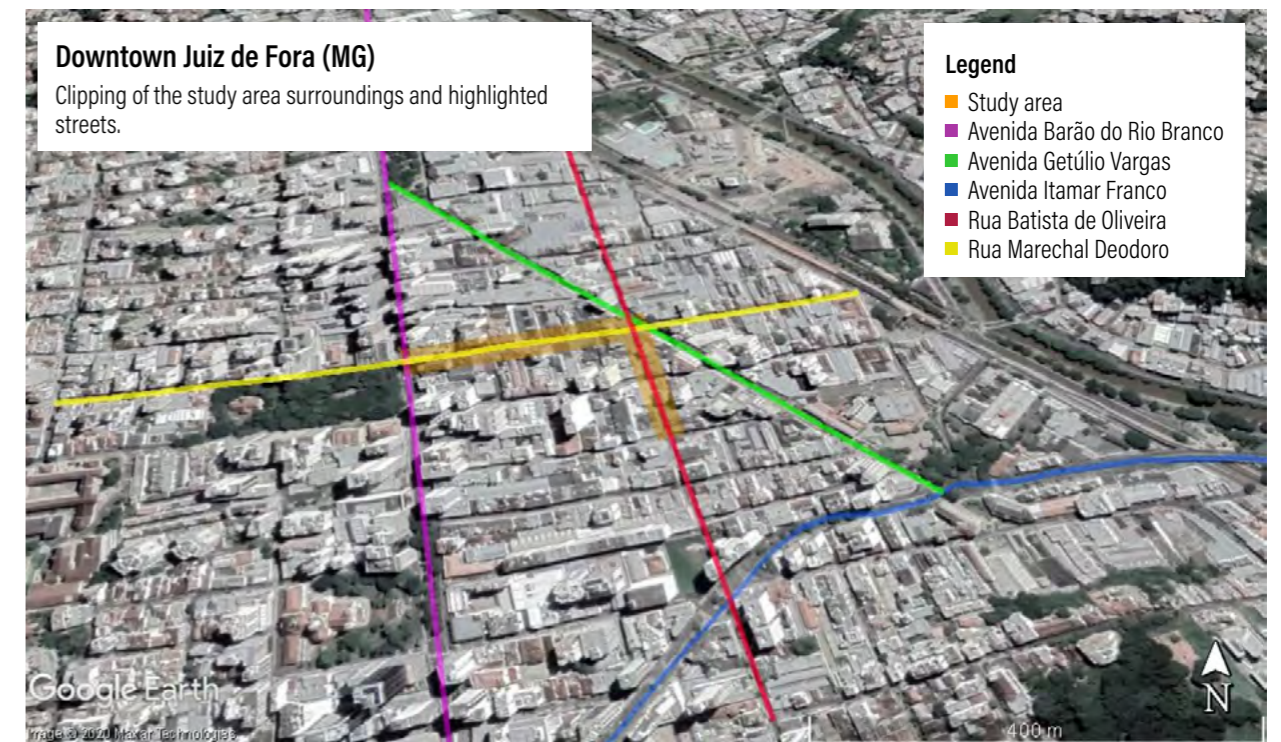 Downtown Juiz de Fora (MG)
Clipping of the study area surroundings and highlighted
streets.
Legend
Study area
Avenida Barão do Rio Branco
Avenida Getúlio Vargas
Avenida Itamar Franco
Rua Batista de Oliveira
Rua Marechal Deodoro
Google Earth
Image © 2020 Maxar Technologies
400 m
N